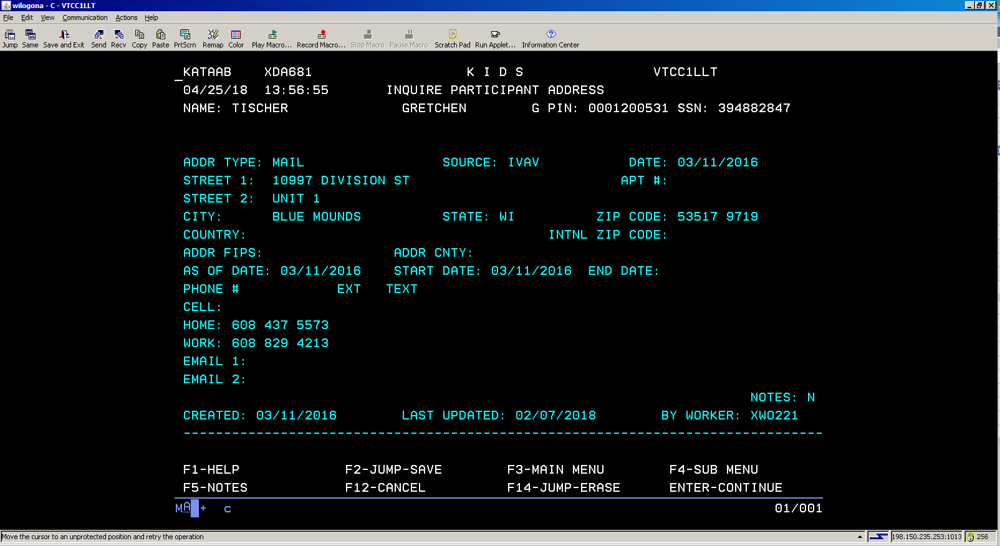 wilogona - C - VTCC1LLT
File Edit View Communication Actions Help
Jump Same Save and Exit Send Recv Copy Paste PrtScrn Remap Color Play Macro... Record Macro... Stop Macro Pause Macro Scratch Pad Run Applet... Information Center
_KATAAB XDA681 K I D S VTCC1LLT
04/25/18 13:56:55 INQUIRE PARTICIPANT ADDRESS
NAME: TISCHER GRETCHEN G PIN: 0001200531 SSN: 394882847
ADDR TYPE: MAIL SOURCE: IVAV DATE: 03/11/2016
STREET 1: 10997 DIVISION ST APT #:
STREET 2: UNIT 1
CITY: BLUE MOUNDS STATE: WI ZIP CODE: 53517 9719
COUNTRY: INTNL ZIP CODE:
ADDR FIPS: ADDR CNTY:
AS OF DATE: 03/11/2016 START DATE: 03/11/2016 END DATE:
PHONE # EXT TEXT
CELL:
HOME: 608 437 5573
WORK: 608 829 4213
EMAIL 1:
EMAIL 2:
NOTES: N
CREATED: 03/11/2016 LAST UPDATED: 02/07/2018 BY WORKER: XWO221
-------------------------------------------------------------------------------
F1-HELP F2-JUMP-SAVE F3-MAIN MENU F4-SUB MENU
F5-NOTES F12-CANCEL F14-JUMP-ERASE ENTER-CONTINUE
MA + c 01/001
Move the cursor to an unprotected position and retry the operation 198.150.235.253:1013 256